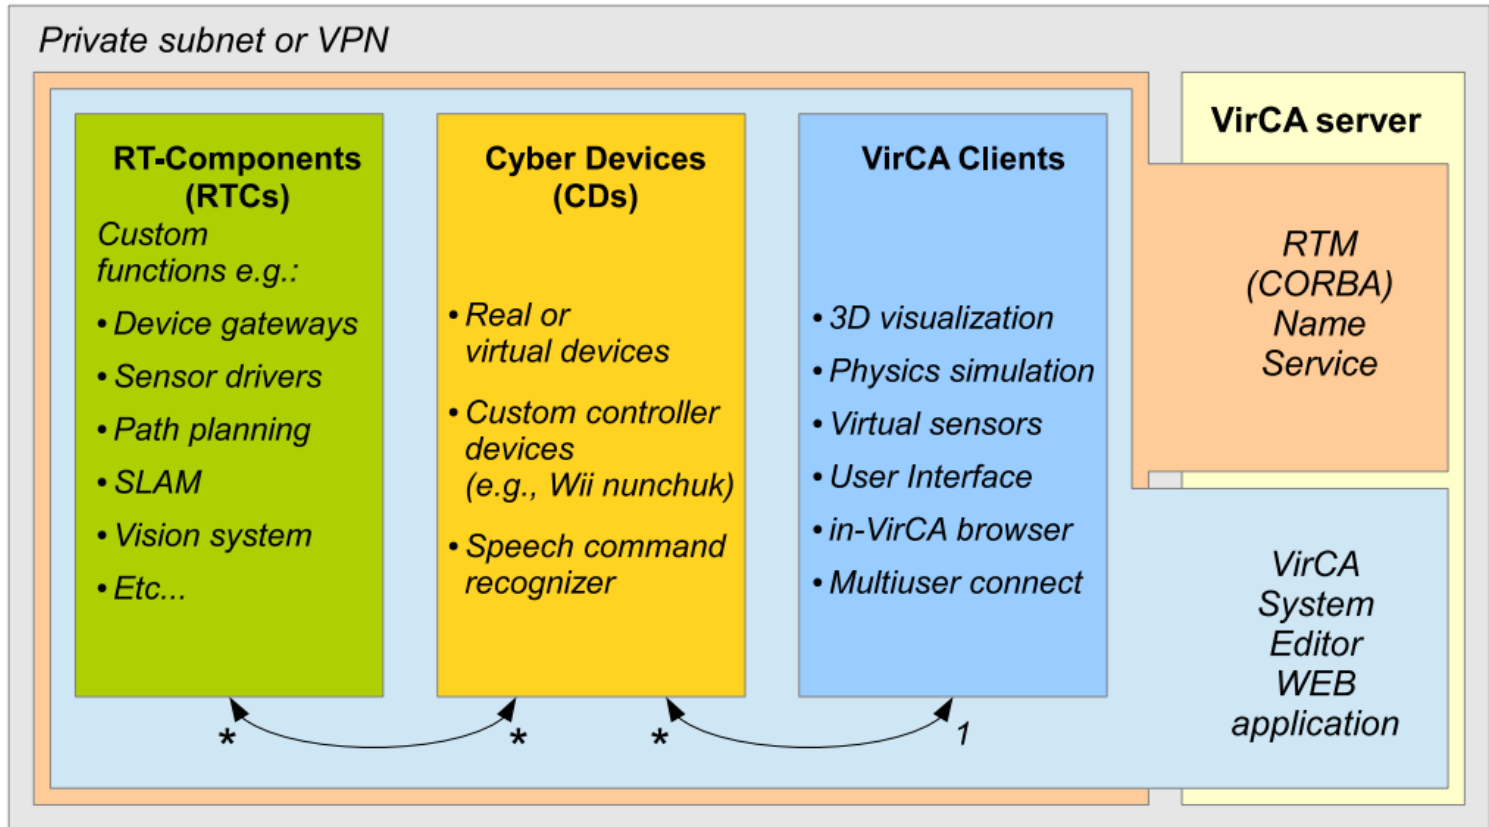 Private subnet or VPN
RT-Components
(RTCs)
Custom
functions e.g.:
• Device gateways
• Sensor drivers
• Path planning
• SLAM
• Vision system
• Etc...
Cyber Devices
(CDs)
• Real or
virtual devices
• Custom controller
devices
(e.g., Wii nunchuk)
• Speech command
recognizer
VirCA Clients
• 3D visualization
• Physics simulation
• Virtual sensors
• User Interface
• in-VirCA browser
• Multiuser connect
VirCA server
RTM
(CORBA)
Name
Service
VirCA
System
Editor
WEB
application
* * * 1